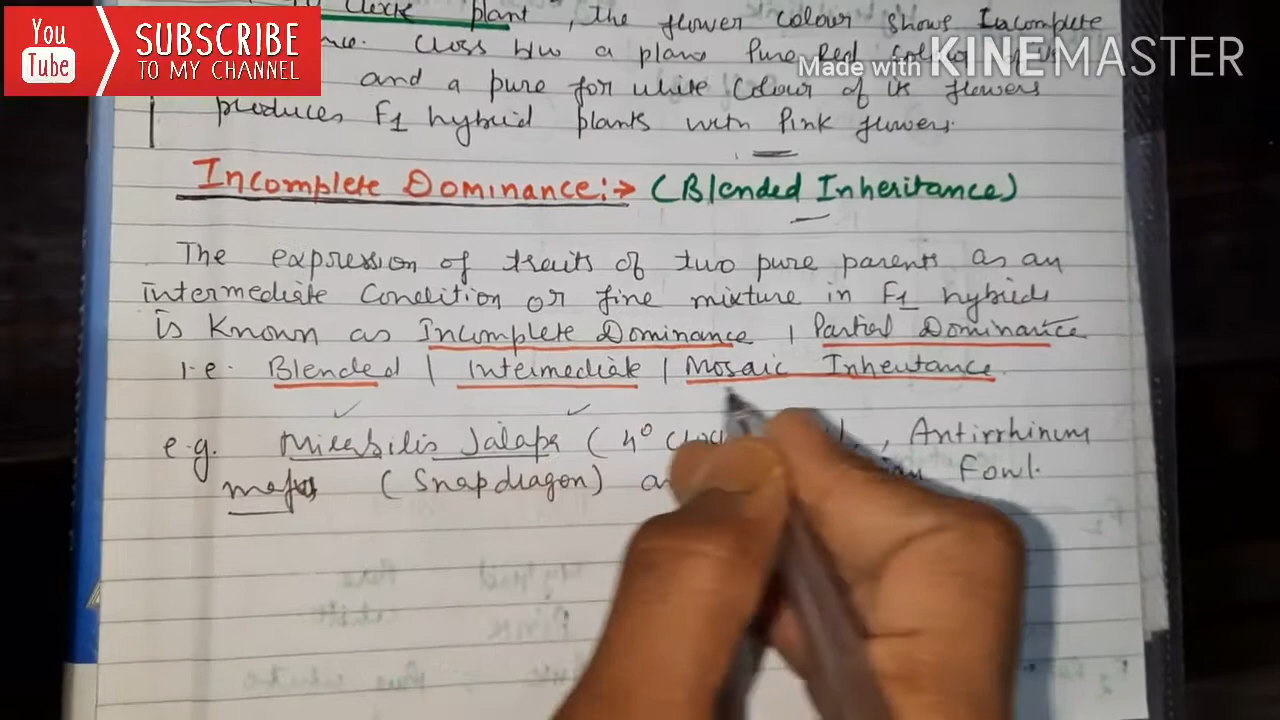 clock plant, the flower colour shows Incomplete
Cross b/w a plant Pure Red
and a pure for white Colour of its flowers
produces F1 hybrid plants with Pink flowers.
Incomplete Dominance:→ (Blended Inheritance)
The expression of traits of two pure parents as an
intermediate Condition or fine mixture in F1 hybrids
is Known as Incomplete Dominance | Partial Dominance
i.e. Blended | Intermediate | Mosaic Inheritance
e.g. Mirabilis Jalapa (4° Clock , Antirrhinum
majus (Snapdragon) Fowl.
You
Tube
SUBSCRIBE
TO MY CHANNEL
Made with KINEMASTER